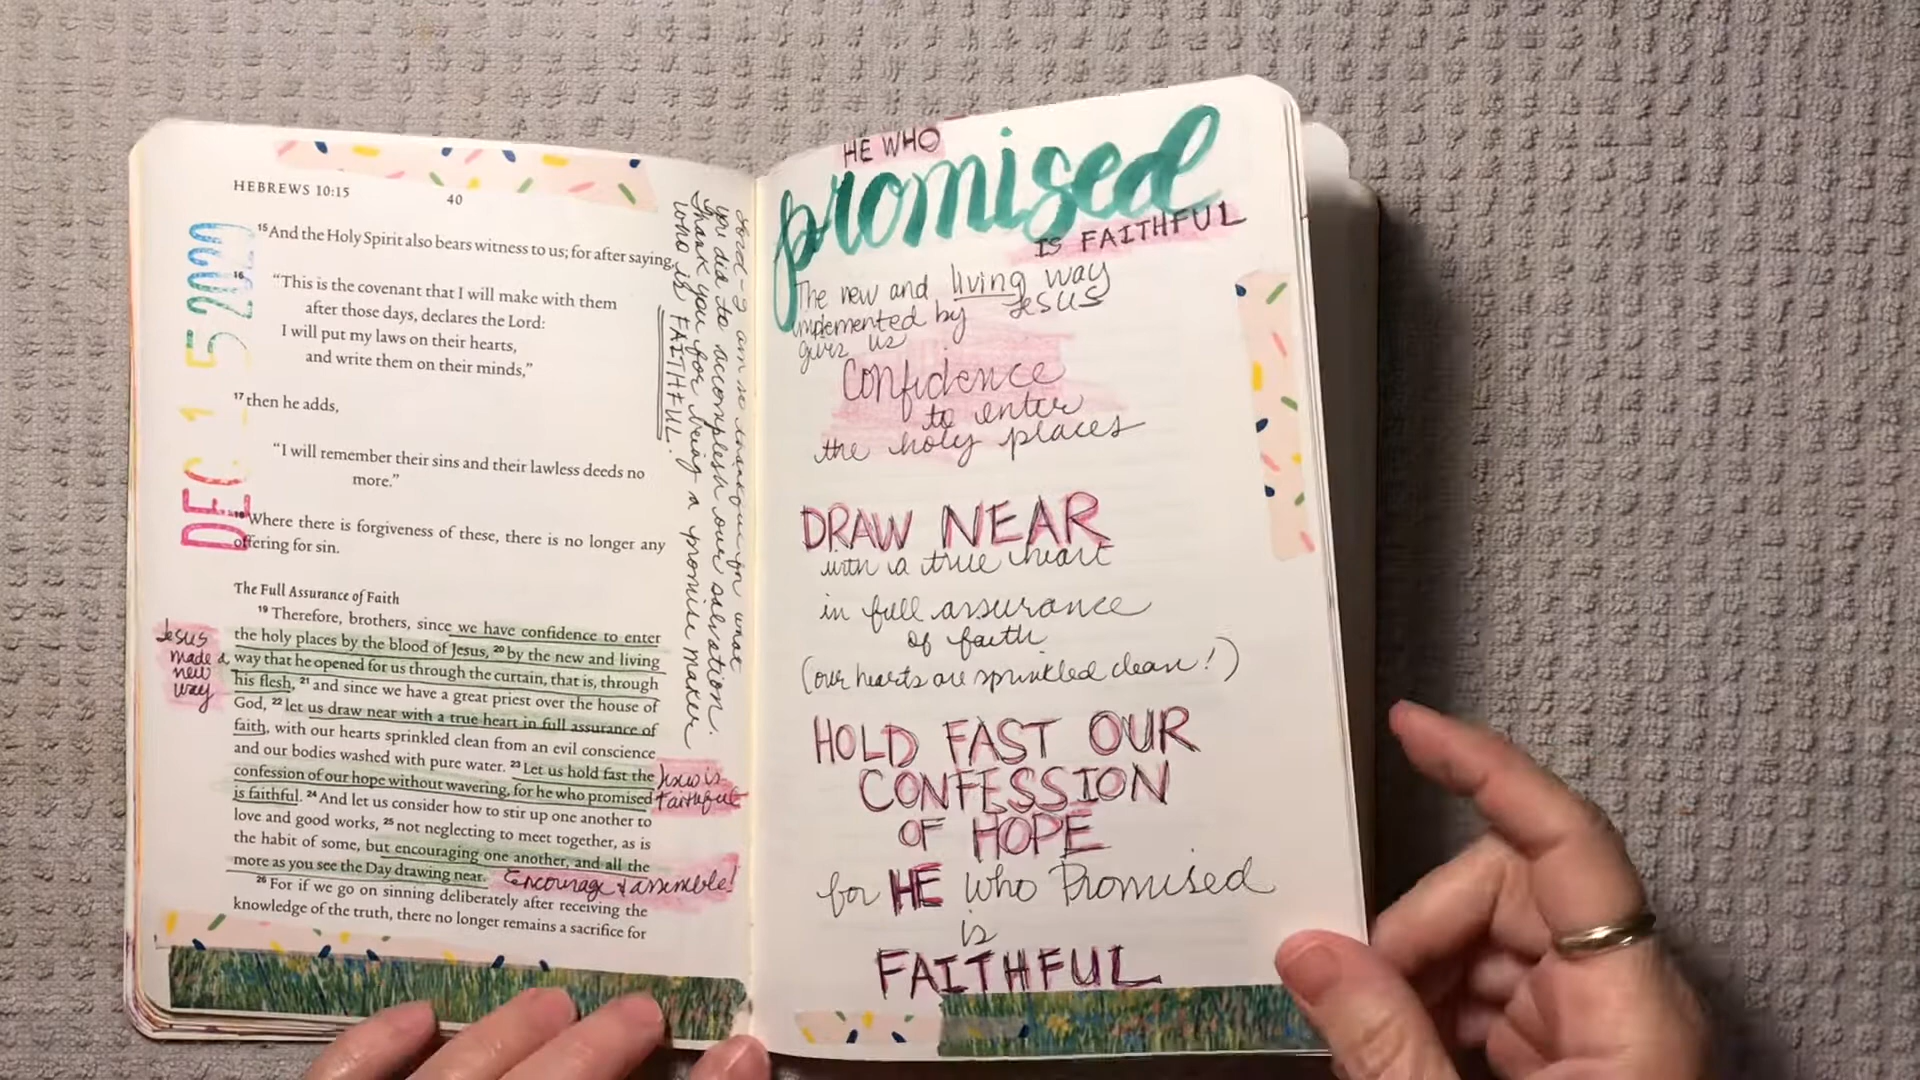 HEBREWS 10:15
40
15 And the Holy Spirit also bears witness to us; for after saying,
16 “This is the covenant that I will make with them
after those days, declares the Lord:
I will put my laws on their hearts,
and write them on their minds,”
17 then he adds,
“I will remember their sins and their lawless deeds no
more.”
18 Where there is forgiveness of these, there is no longer any
offering for sin.
The Full Assurance of Faith
19 Therefore, brothers, since we have confidence to enter
the holy places by the blood of Jesus, 20 by the new and living
way that he opened for us through the curtain, that is, through
his flesh, 21 and since we have a great priest over the house of
God, 22 let us draw near with a true heart in full assurance of
faith, with our hearts sprinkled clean from an evil conscience
and our bodies washed with pure water. 23 Let us hold fast the
confession of our hope without wavering, for he who promised
is faithful. 24 And let us consider how to stir up one another to
love and good works, 25 not neglecting to meet together, as is
the habit of some, but encouraging one another, and all the
more as you see the Day drawing near.
26 For if we go on sinning deliberately after receiving the
knowledge of the truth, there no longer remains a sacrifice for
DEC 15 2020
Jesus
made a
new
way
Jesus is
faithful
Encourage & assemble!
Lord - I am so thankful for what
you did to accomplish our salvation.
Thank you for being a promise maker
who is FAITHFUL!
HE WHO
promised
IS FAITHFUL
The new and living way
implemented by Jesus
gives us
Confidence
to enter
the holy places
DRAW NEAR
with a true heart
in full assurance
of faith
(our hearts are sprinkled clean!)
HOLD FAST OUR
CONFESSION
OF HOPE
for HE who Promised
is
FAITHFUL